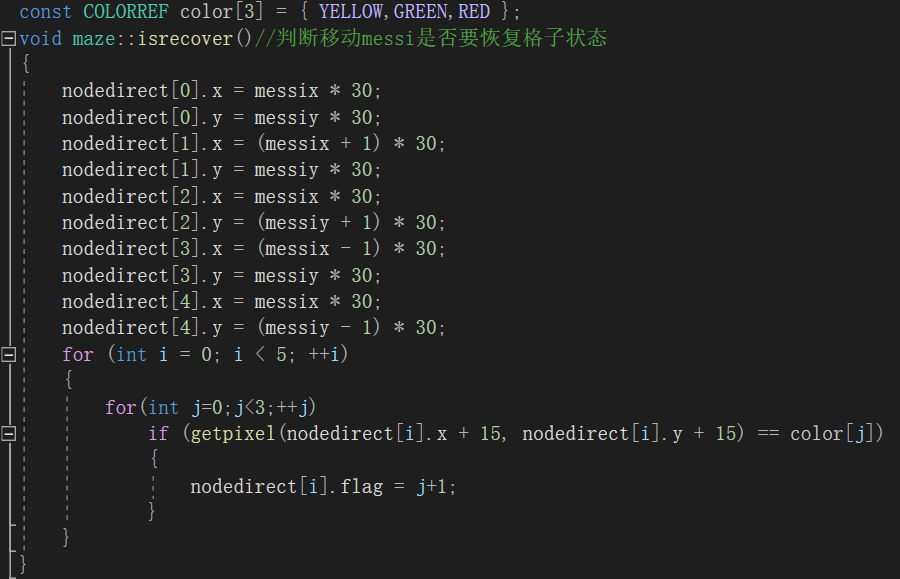 const COLORREF color[3] = { YELLOW,GREEN,RED };
void maze::isrecover()//判断移动messi是否要恢复格子状态
{
nodedirect[0].x = messix * 30;
nodedirect[0].y = messiy * 30;
nodedirect[1].x = (messix + 1) * 30;
nodedirect[1].y = messiy * 30;
nodedirect[2].x = messix * 30;
nodedirect[2].y = (messiy + 1) * 30;
nodedirect[3].x = (messix - 1) * 30;
nodedirect[3].y = messiy * 30;
nodedirect[4].x = messix * 30;
nodedirect[4].y = (messiy - 1) * 30;
for (int i = 0; i < 5; ++i)
{
for(int j=0;j<3;++j)
if (getpixel(nodedirect[i].x + 15, nodedirect[i].y + 15) == color[j])
{
nodedirect[i].flag = j+1;
}
}
}